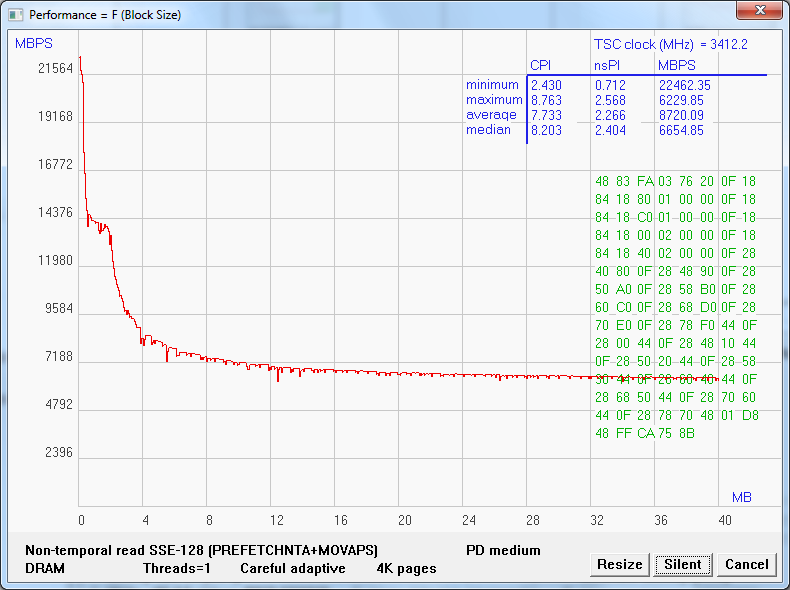 Performance = F (Block Size)
MBPS
TSC clock (MHz) = 3412.2
CPI nsPI MBPS
minimum 2.430 0.712 22462.35
maximum 8.763 2.568 6229.85
average 7.733 2.266 8720.09
median 8.203 2.404 6654.85
21564
19168
16772
14376
11980
9584
7188
4792
2396
48 83 FA 03 76 20 0F 18
84 18 80 01 00 00 0F 18
84 18 C0 01 00 00 0F 18
84 18 00 02 00 00 0F 18
84 18 40 02 00 00 0F 28
40 80 0F 28 48 90 0F 28
50 A0 0F 28 58 B0 0F 28
60 C0 0F 28 68 D0 0F 28
70 E0 0F 28 78 F0 44 0F
28 00 44 0F 28 48 10 44
0F 28 50 20 44 0F 28 58
30 44 0F 28 60 40 44 0F
28 68 50 44 0F 28 70 60
44 0F 28 78 70 48 01 D8
48 FF CA 75 8B
MB
0 4 8 12 16 20 24 28 32 36 40
Non-temporal read SSE-128 (PREFETCHNTA+MOVAPS) PD medium
DRAM Threads=1 Careful adaptive 4K pages
Resize Silent Cancel